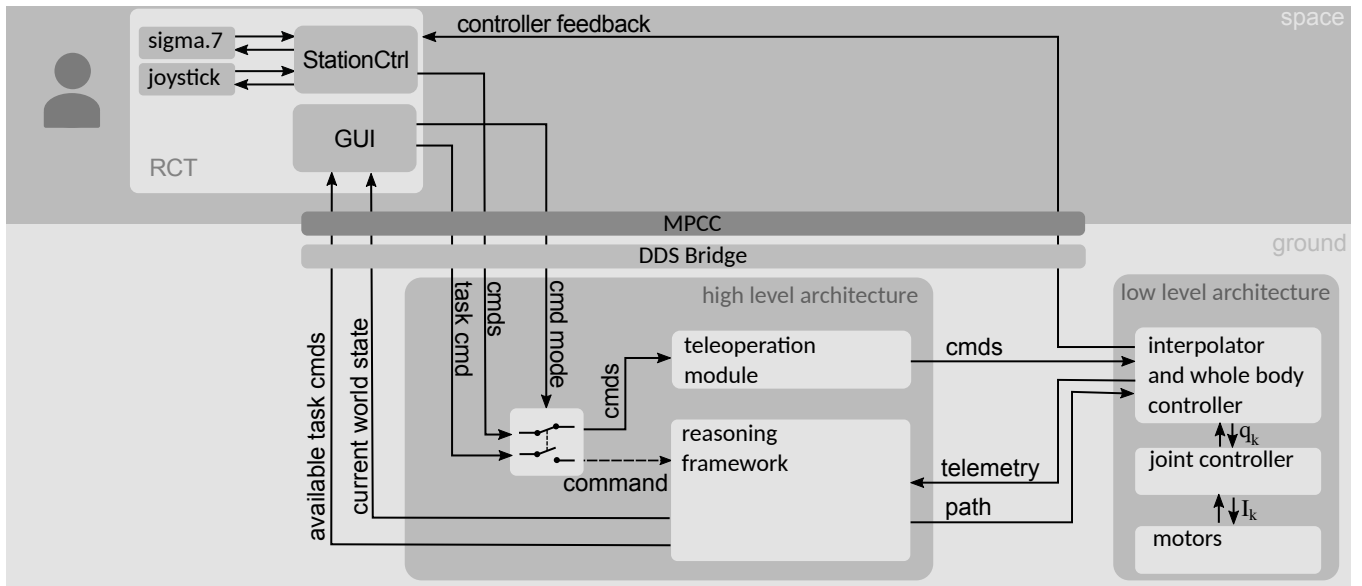 space
controller feedback
sigma.7
joystick
StationCtrl
GUI
RCT
MPCC
ground
DDS Bridge
high level architecture
low level architecture
available task cmds
current world state
task cmd
cmds
cmd mode
cmds
teleoperation
module
cmds
interpolator
and whole body
controller
reasoning
framework
command
telemetry
path
qk
joint controller
Ik
motors